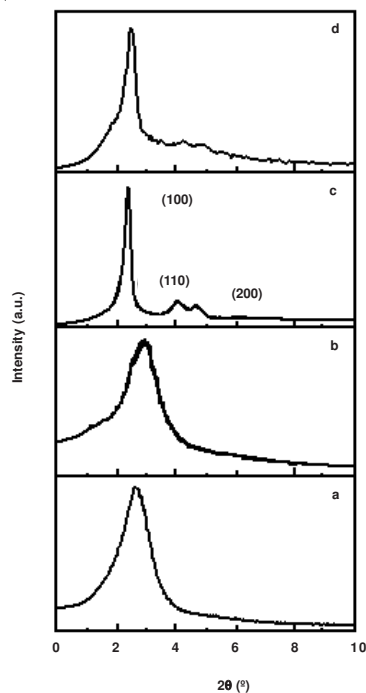 d
c
(100)
(110)
(200)
b
a
Intensity (a.u.)
0 2 4 6 8 10
2θ (º)